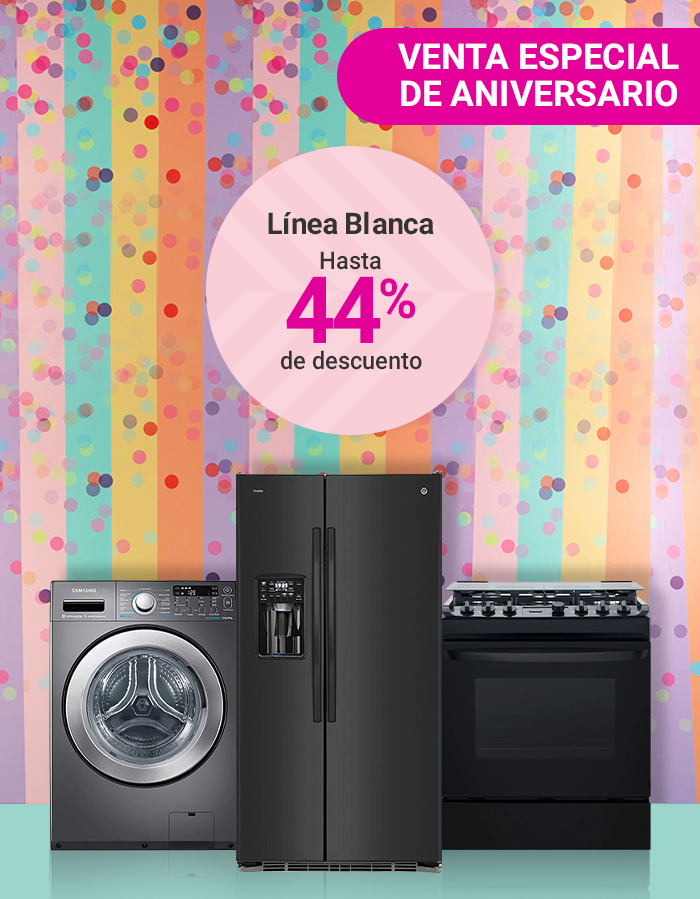 VENTA ESPECIAL
DE ANIVERSARIO
Línea Blanca
Hasta
44%
de descuento
SAMSUNG